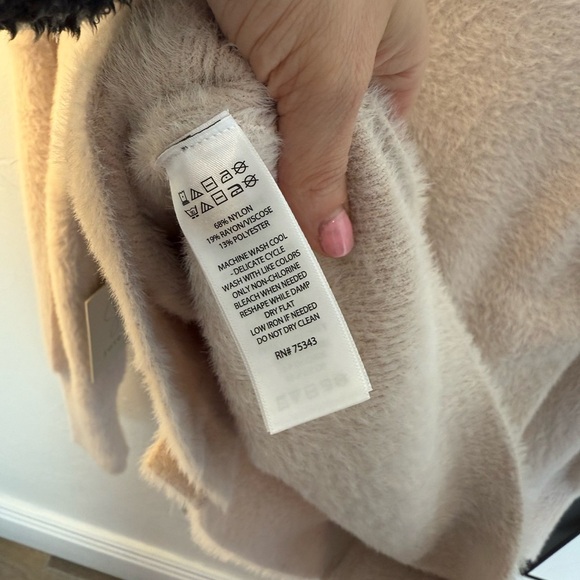 68% NYLON
19% RAYON/VISCOSE
13% POLYESTER
MACHINE WASH COOL
- DELICATE CYCLE
WASH WITH LIKE COLORS
ONLY NON-CHLORINE
BLEACH WHEN NEEDED
RESHAPE WHILE DAMP
DRY FLAT
LOW IRON IF NEEDED
DO NOT DRY CLEAN
RN# 75343